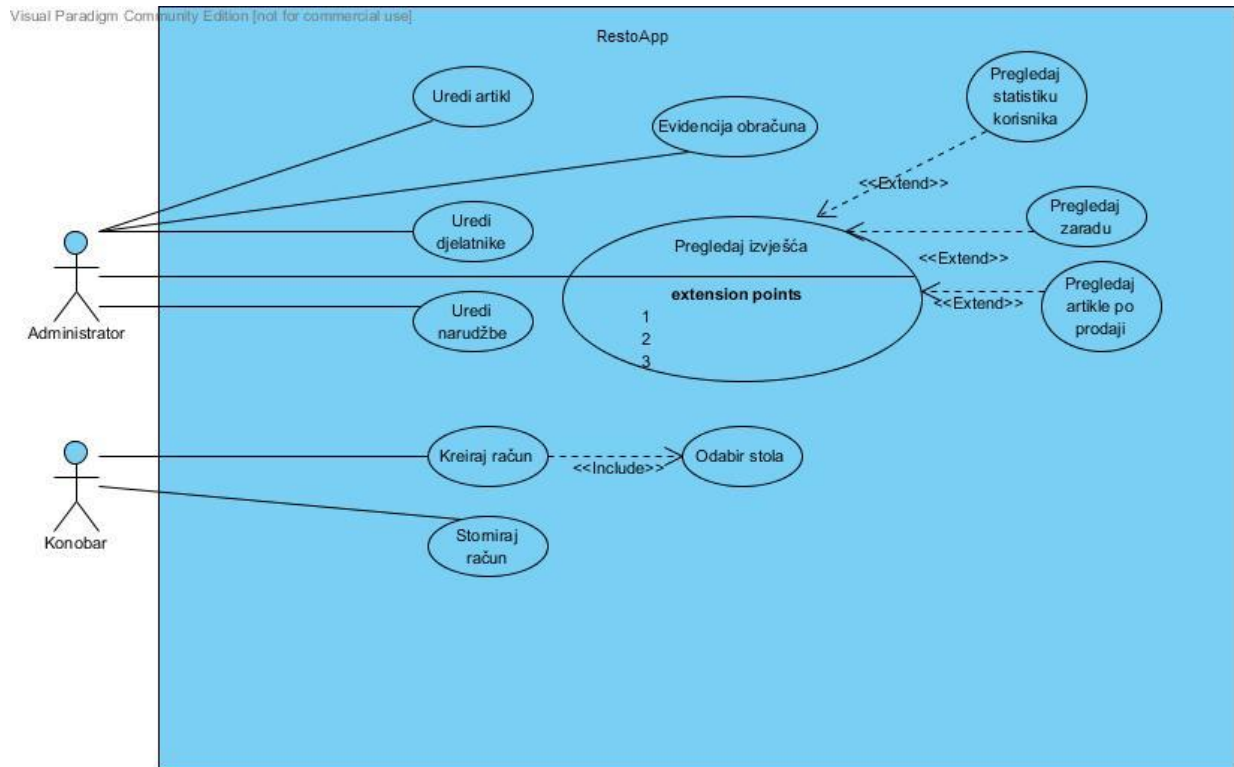 Visual Paradigm Community Edition [not for commercial use]
RestoApp
Uredi artikl
Evidencija obračuna
Pregledaj
statistiku
korisnika
<<Extend>>
Uredi
djelatnike
Pregledaj izvješća
Pregledaj
zaradu
<<Extend>>
extension points
1
2
3
Pregledaj
artikle po
prodaji
<<Extend>>
Uredi
narudžbe
Administrator
Kreiraj račun
<<Include>>
Odabir stola
Storniraj
račun
Konobar